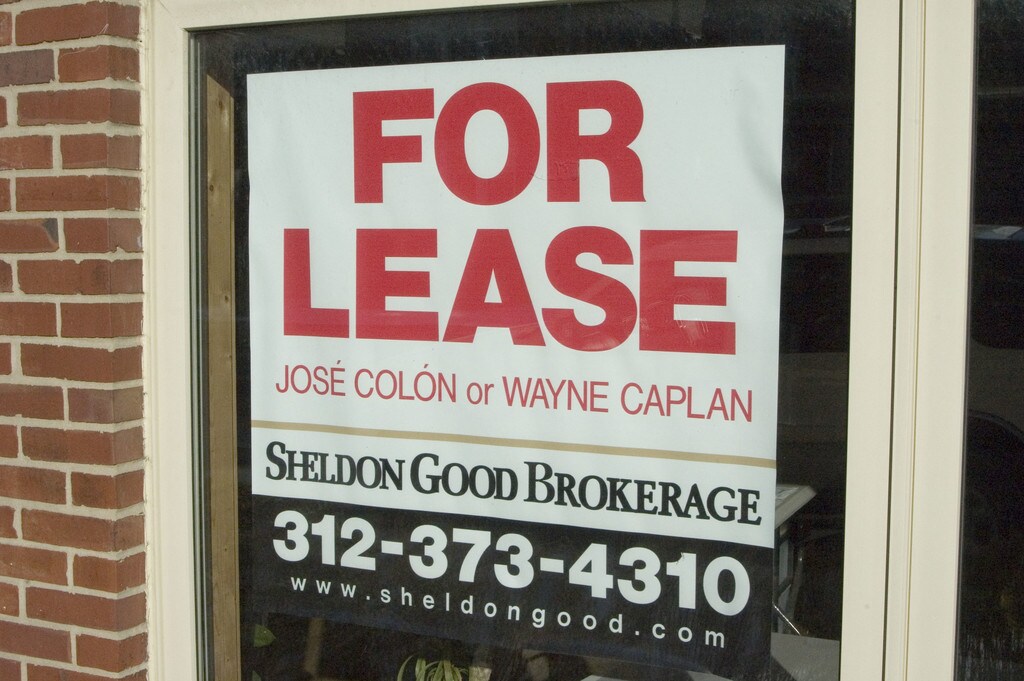 FOR
LEASE
JOSÉ COLÓN or WAYNE CAPLAN
SHELDON GOOD BROKERAGE
312-373-4310
www.sheldongood.com